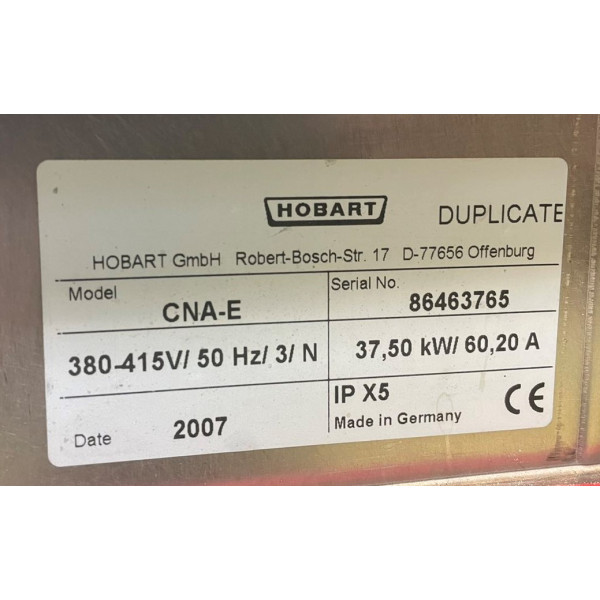 HOBART
DUPLICATE
HOBART GmbH Robert-Bosch-Str. 17 D-77656 Offenburg
Model
CNA-E
Serial No.
86463765
380-415V/ 50 Hz/ 3/ N
37,50 kW/ 60,20 A
Date
2007
IP X5
Made in Germany
CE